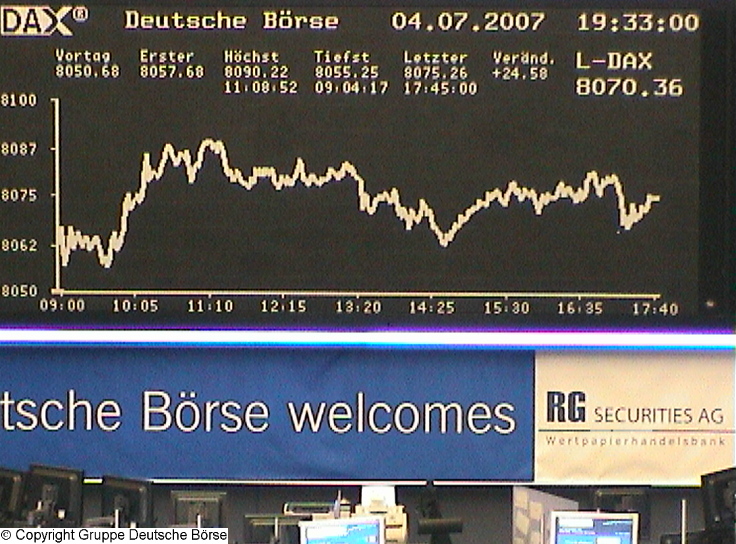 DAX® Deutsche Börse 04.07.2007 19:33:00
Vortag Erster Höchst Tiefst Letzter Veränd. L-DAX
8050.68 8057.68 8090.22 8055.25 8075.26 +24.58 8070.36
11:08:52 09:04:17 17:45:00
8100
8087
8075
8062
8050
09:00 10:05 11:10 12:15 13:20 14:25 15:30 16:35 17:40
tsche Börse welcomes
RG SECURITIES AG
Wertpapierhandelsbank
© Copyright Gruppe Deutsche Börse